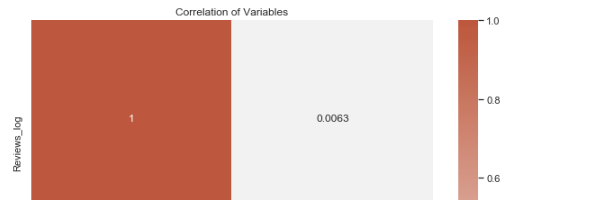 Correlation of Variables
1.0
0.8
1
0.0063
Reviews_log
0.6